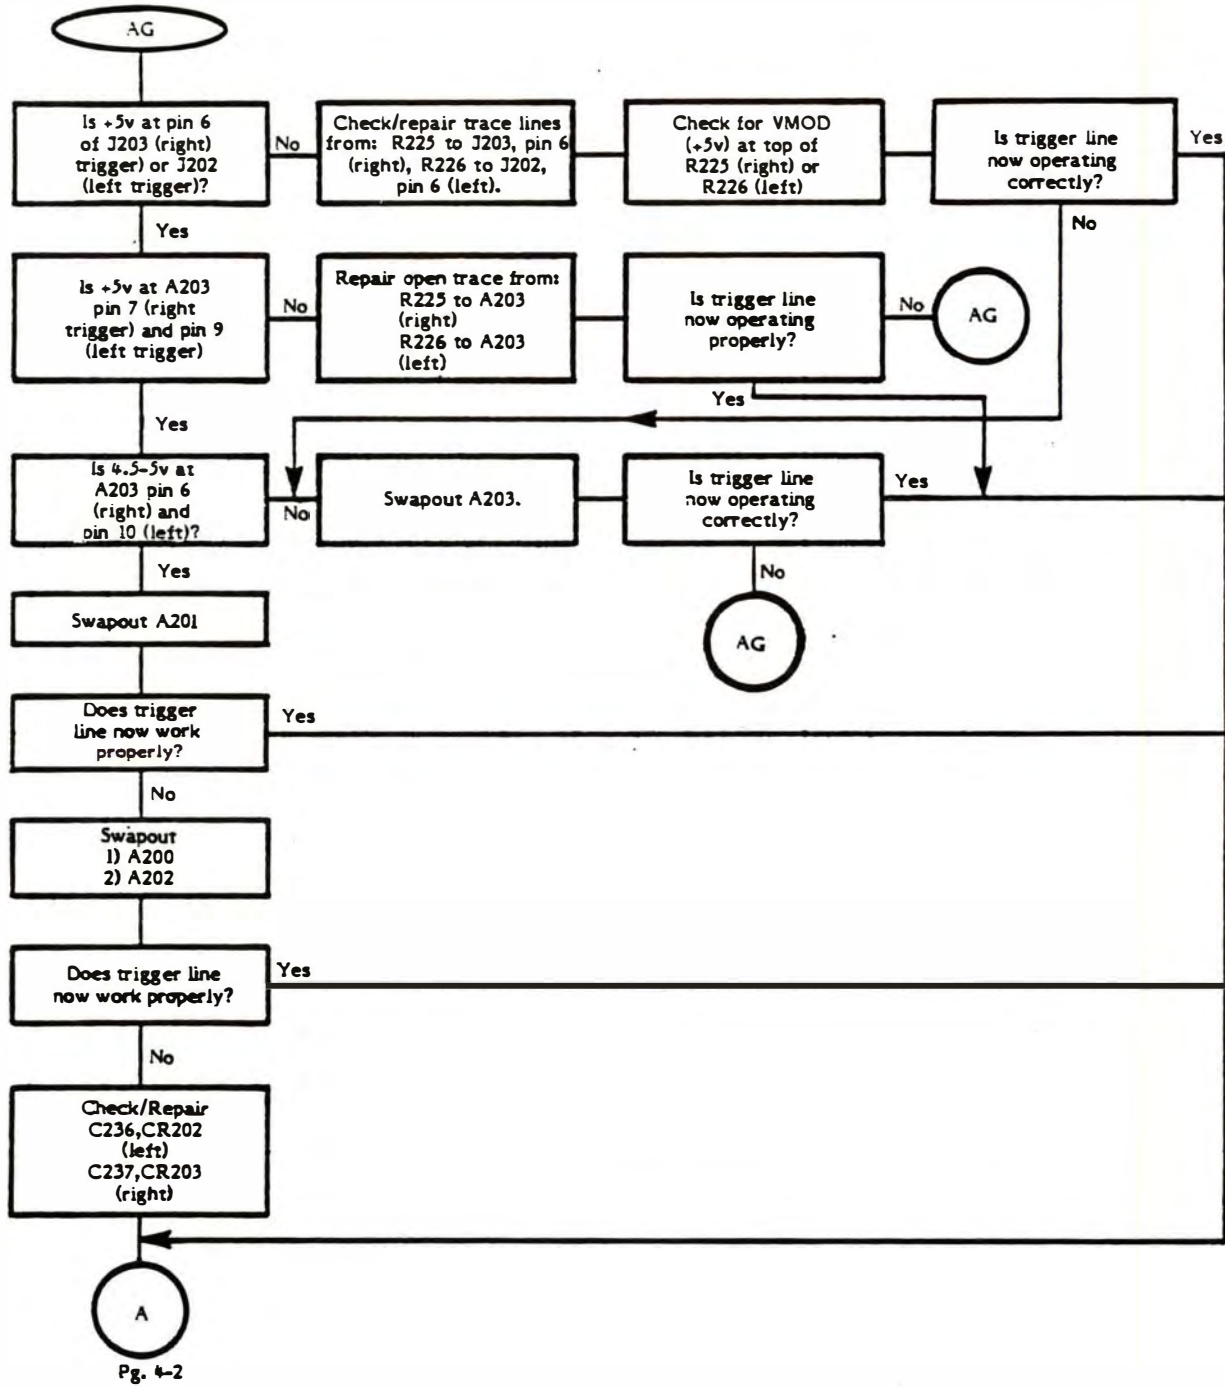 AG
Is +5v at pin 6
of J203 (right)
trigger) or J202
(left trigger)?
No
Check/repair trace lines
from: R225 to J203, pin 6
(right), R226 to J202,
pin 6 (left).
Check for VMOD
(+5v) at top of
R225 (right) or
R226 (left)
Is trigger line
now operating
correctly?
Yes
No
Yes
Is +5v at A203
pin 7 (right
trigger) and pin 9
(left trigger)
No
Repair open trace from:
R225 to A203
(right)
R226 to A203
(left)
Is trigger line
now operating
properly?
No
AG
Yes
Yes
Is 4.5-5v at
A203 pin 6
(right) and
pin 10 (left)?
No
Swapout A203.
Is trigger line
now operating
correctly?
Yes
No
AG
Yes
Swapout A201
Does trigger
line now work
properly?
Yes
No
Swapout
1) A200
2) A202
Does trigger line
now work properly?
Yes
No
Check/Repair
C236,CR202
(left)
C237,CR203
(right)
A
Pg. 4-2